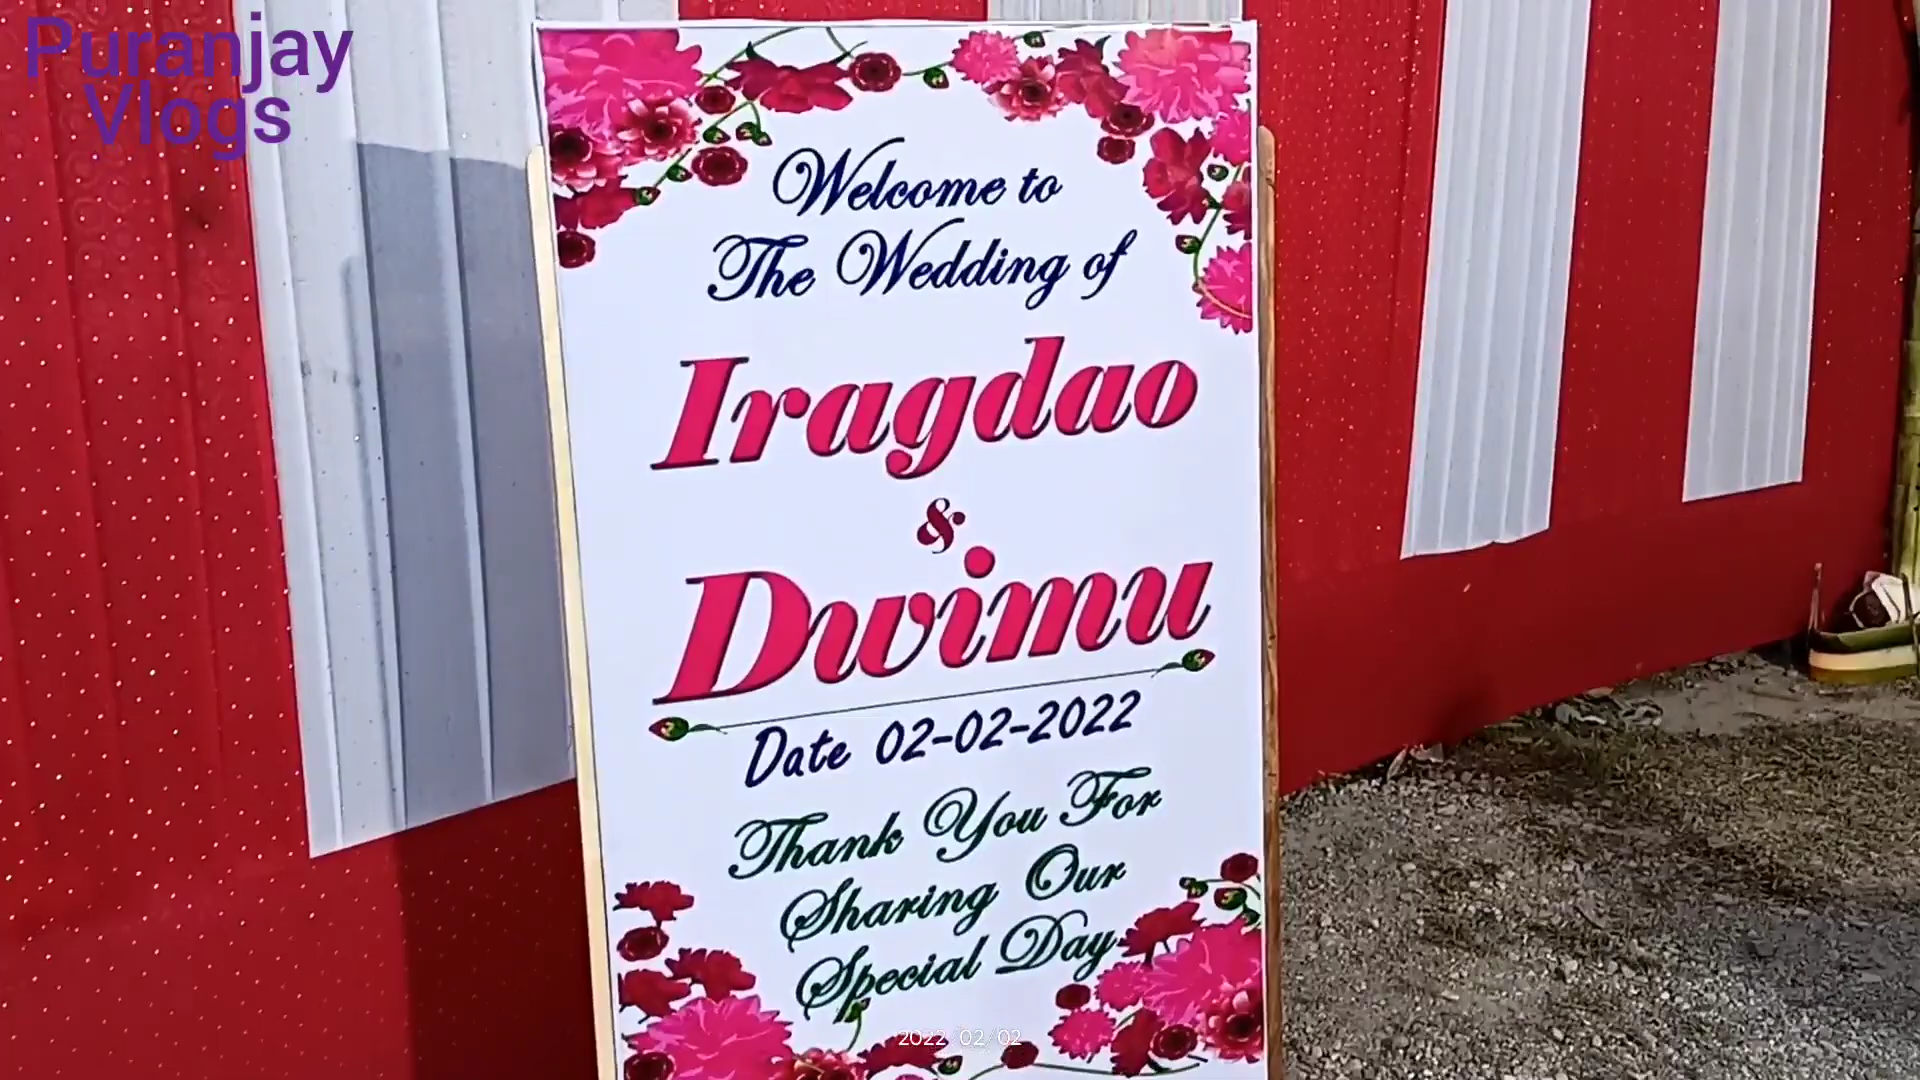 Puranjay
Vlogs
Welcome to
The Wedding of
Iragdao
&
Dwimu
Date 02-02-2022
Thank You For
Sharing Our
Special Day
2022/02/02